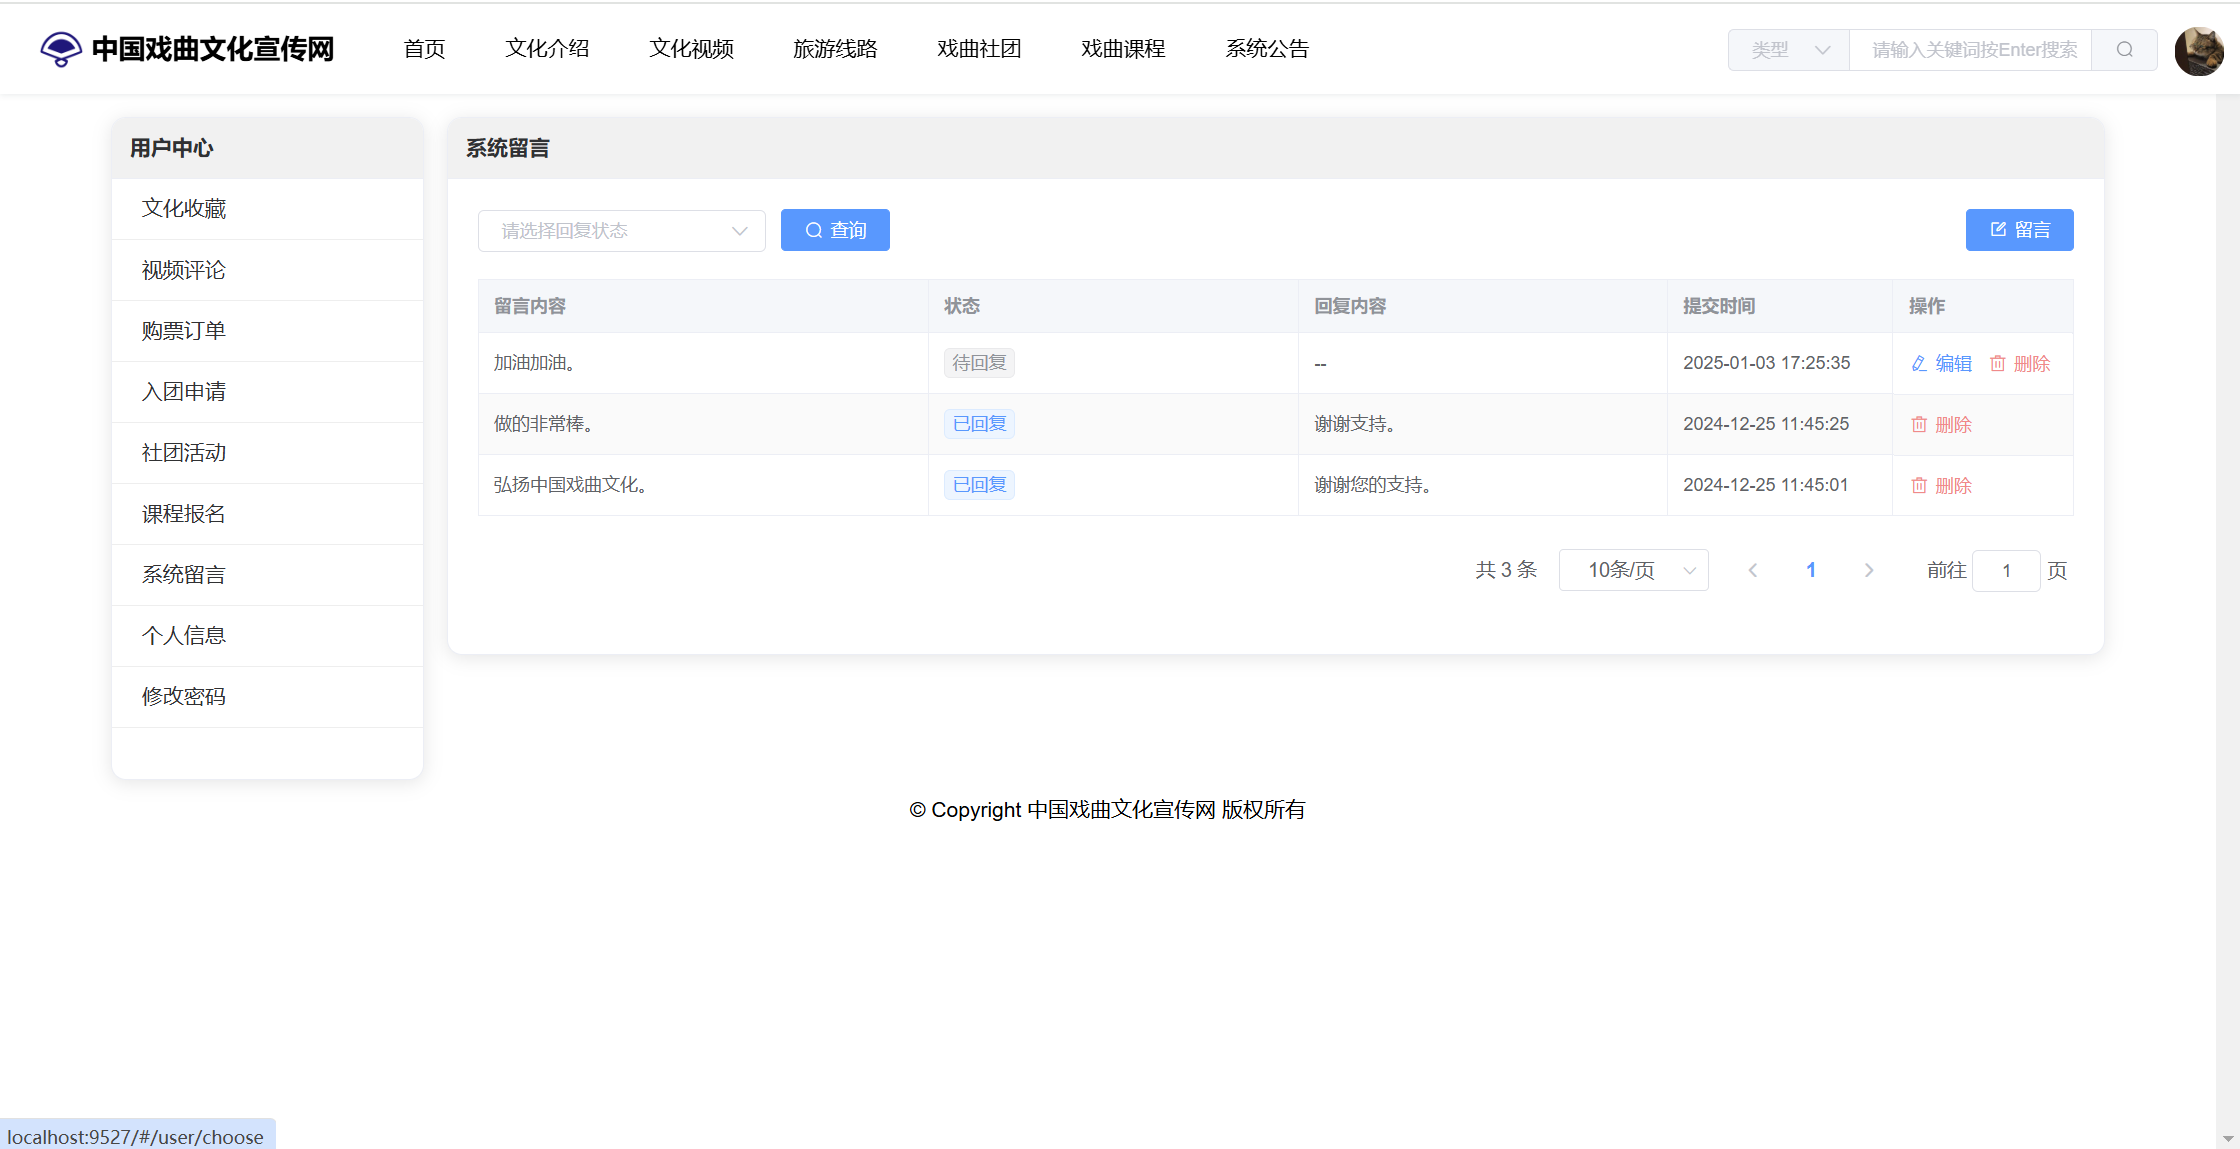 中国戏曲文化宣传网 首页 文化介绍 文化视频 旅游线路 戏曲社团 戏曲课程 系统公告 类型 请输入关键词按Enter搜索
用户中心
文化收藏
视频评论
购票订单
入团申请
社团活动
课程报名
系统留言
个人信息
修改密码
系统留言
请选择回复状态 查询 留言
留言内容 状态 回复内容 提交时间 操作
加油加油。 待回复 -- 2025-01-03 17:25:35 编辑 删除
做的非常棒。 已回复 谢谢支持。 2024-12-25 11:45:25 删除
弘扬中国戏曲文化。 已回复 谢谢您的支持。 2024-12-25 11:45:01 删除
共 3 条 10条/页 1 前往 1 页
© Copyright 中国戏曲文化宣传网 版权所有
localhost:9527/#/user/choose